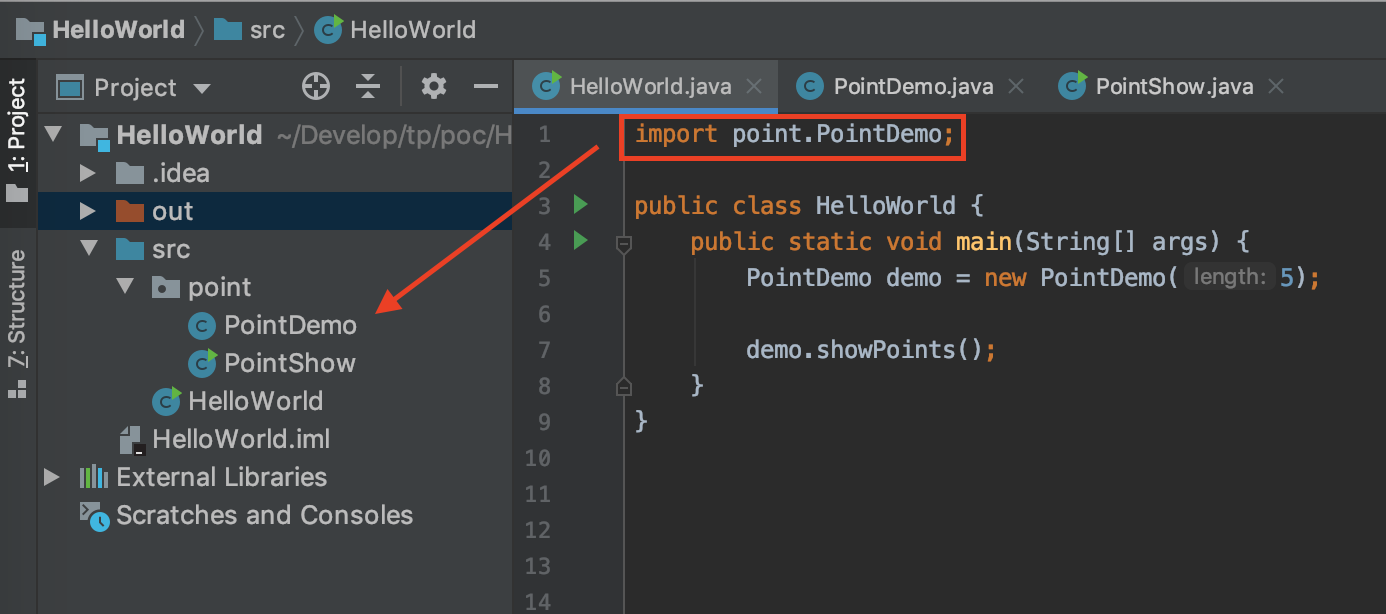 HelloWorld src HelloWorld
1: Project
Z: Structure
Project
HelloWorld ~/Develop/tp/poc/H
.idea
out
src
point
PointDemo
PointShow
HelloWorld
HelloWorld.iml
External Libraries
Scratches and Consoles
HelloWorld.java PointDemo.java PointShow.java
1 import point.PointDemo;
2
3 public class HelloWorld {
4 public static void main(String[] args) {
5 PointDemo demo = new PointDemo( length: 5);
6
7 demo.showPoints();
8 }
9 }
10
11
12
13
14